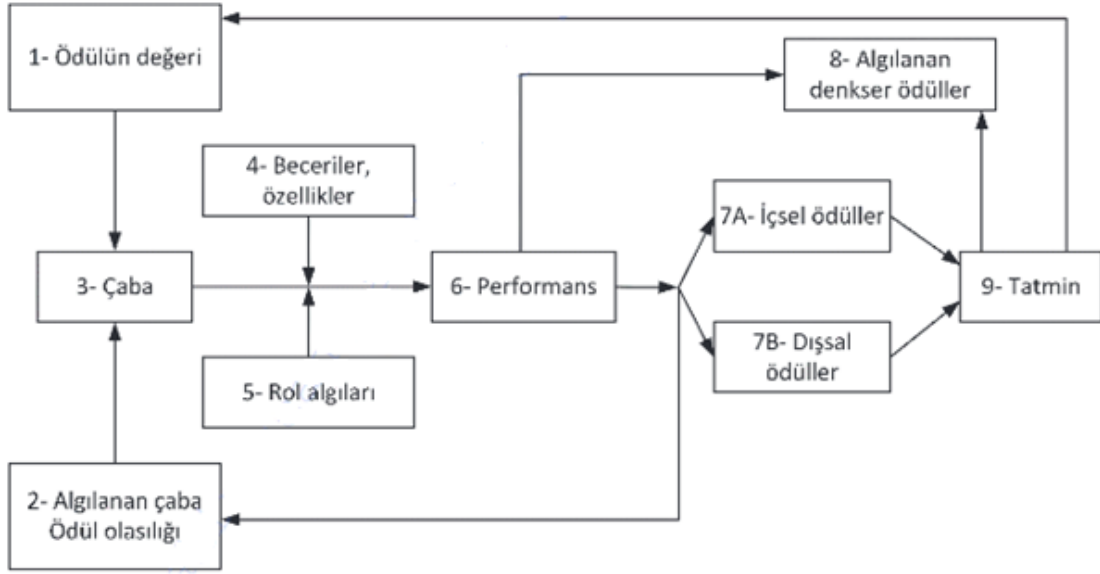 1- Ödülün değeri
8- Algılanan
denkser ödüller
4- Beceriler,
özellikler
7A- İçsel ödüller
3- Çaba
6- Performans
9- Tatmin
7B- Dışsal
ödüller
5- Rol algıları
2- Algılanan çaba
Ödül olasılığı